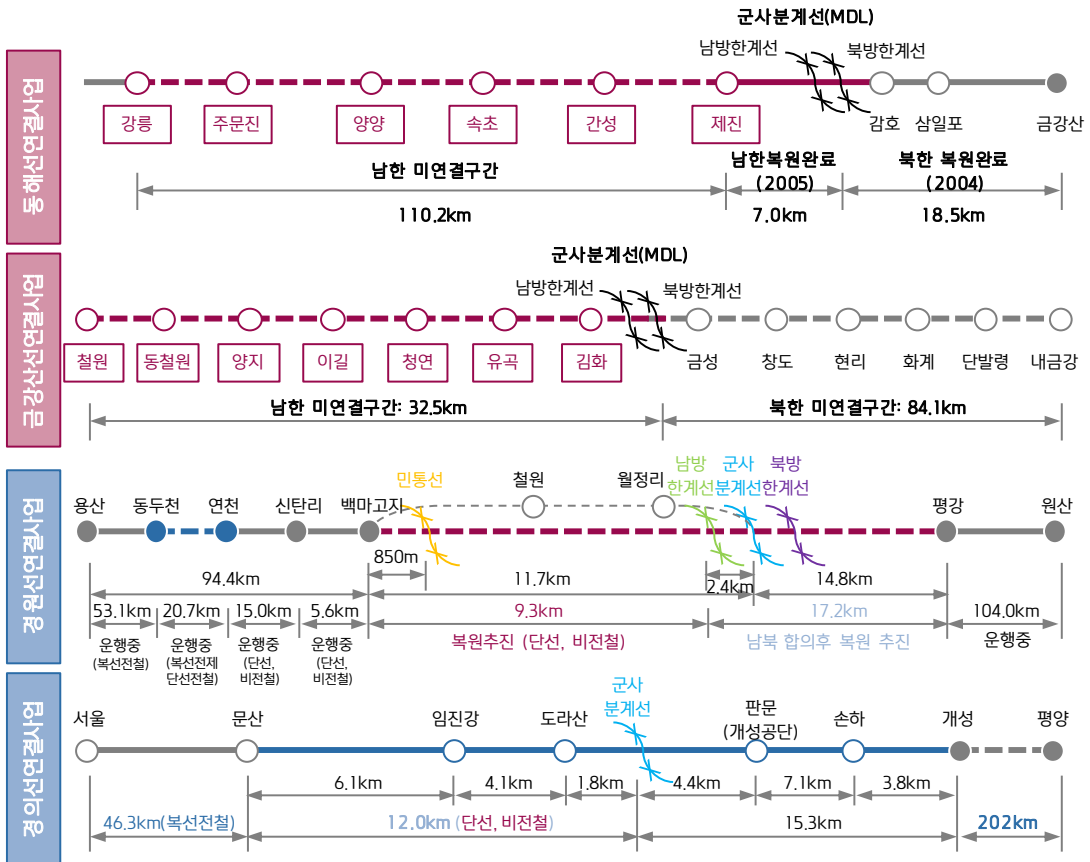 동해선연결사업
군사분계선(MDL)
남방한계선
북방한계선
강릉
주문진
양양
속초
간성
제진
감호
삼일포
금강산
남한 미연결구간
남한복원완료
(2005)
북한 복원완료
(2004)
110.2km
7.0km
18.5km
금강산선연결사업
군사분계선(MDL)
남방한계선
북방한계선
철원
동철원
양지
이길
청연
유곡
김화
금성
창도
현리
화계
단발령
내금강
남한 미연결구간: 32.5km
북한 미연결구간: 84.1km
경원선연결사업
용산
동두천
연천
신탄리
백마고지
민통선
철원
월정리
남방
한계선
군사
분계선
북방
한계선
평강
원산
850m
94.4km
11.7km
2.4km
14.8km
53.1km
20.7km
15.0km
5.6km
9.3km
17.2km
104.0km
운행중
(복선전철)
운행중
(복선전제
단선전철)
운행중
(단선,
비전철)
운행중
(단선,
비전철)
복원추진 (단선, 비전철)
남북 합의후 복원 추진
운행중
경의선연결사업
서울
문산
임진강
도라산
군사
분계선
판문
(개성공단)
손하
개성
평양
6.1km
4.1km
1.8km
4.4km
7.1km
3.8km
46.3km(복선전철)
12.0km (단선, 비전철)
15.3km
202km